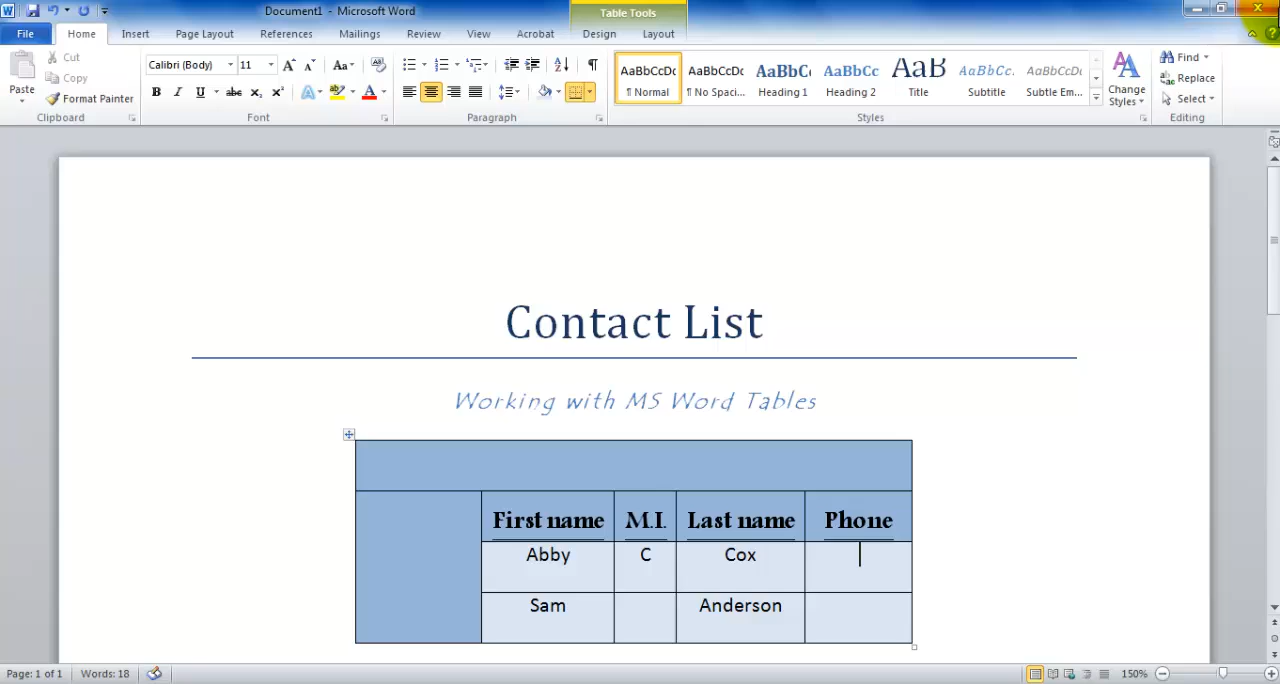 Document1 - Microsoft Word
Table Tools
File Home Insert Page Layout References Mailings Review View Acrobat Design Layout
Paste
Cut
Copy
Format Painter
Clipboard
Calibri (Body) 11
Font
Paragraph
AaBbCcDc AaBbCcDc AaBbC AaBbCc AaB AaBbCc. AaBbCcDc
¶ Normal ¶ No Spaci... Heading 1 Heading 2 Title Subtitle Subtle Em...
Styles
Change Styles
Find
Replace
Select
Editing
Contact List
Working with MS Word Tables
First name M.I. Last name Phone
Abby C Cox
Sam Anderson
Page: 1 of 1 Words: 18 150%